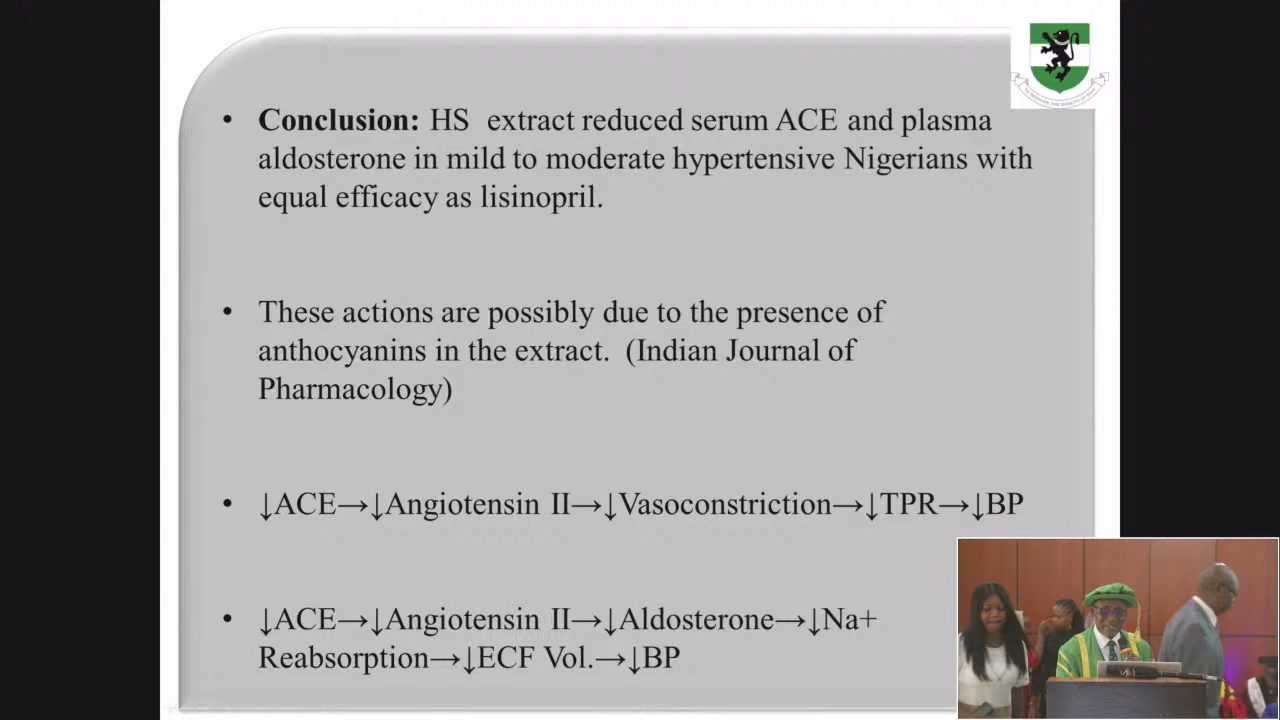 • Conclusion: HS extract reduced serum ACE and plasma
aldosterone in mild to moderate hypertensive Nigerians with
equal efficacy as lisinopril.
• These actions are possibly due to the presence of
anthocyanins in the extract. (Indian Journal of
Pharmacology)
• ↓ACE→↓Angiotensin II→↓Vasoconstriction→↓TPR→↓BP
• ↓ACE→↓Angiotensin II→↓Aldosterone→↓Na+
Reabsorption→↓ECF Vol.→↓BP